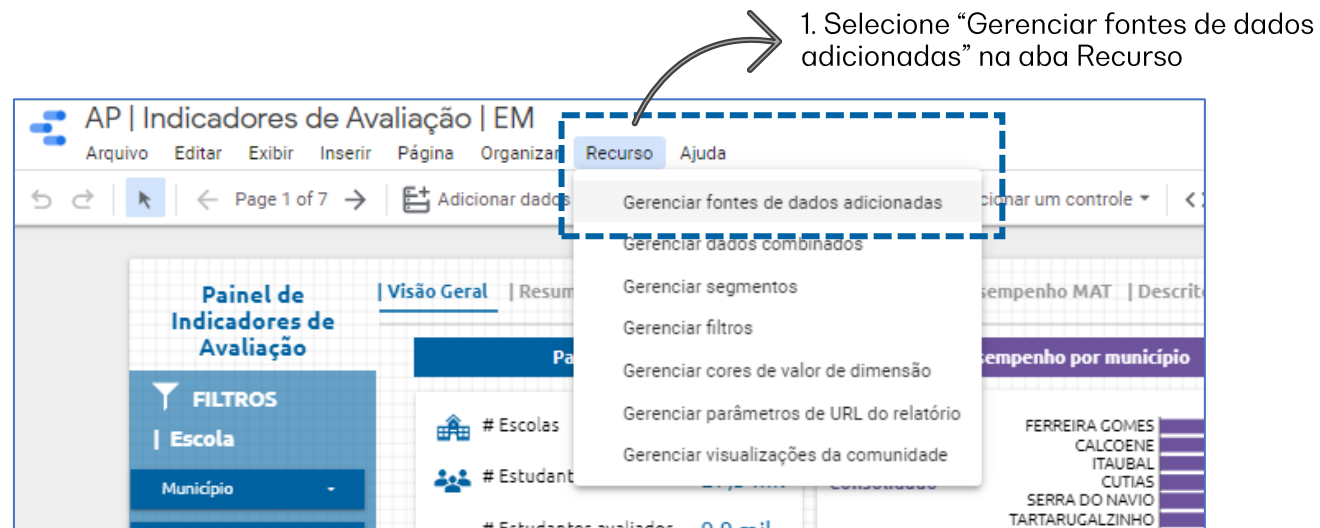 1. Selecione “Gerenciar fontes de dados
adicionadas” na aba Recurso
AP | Indicadores de Avaliação | EM
Arquivo Editar Exibir Inserir Página Organizar Recurso Ajuda
Page 1 of 7 Adicionar dados um controle
Gerenciar fontes de dados adicionadas
Gerenciar dados combinados
Gerenciar segmentos
Gerenciar filtros
Gerenciar cores de valor de dimensão
Gerenciar parâmetros de URL do relatório
Gerenciar visualizações da comunidade
Painel de
Indicadores de
Avaliação
| Visão Geral | Resum
sempenho MAT | Descrit
Pa
sempenho por município
FILTROS
| Escola
Município
# Escolas
# Estudant
# Estudantes avaliados
FERREIRA GOMES
CALCOENE
ITAUBAL
CUTIAS
SERRA DO NAVIO
TARTARUGALZINHO